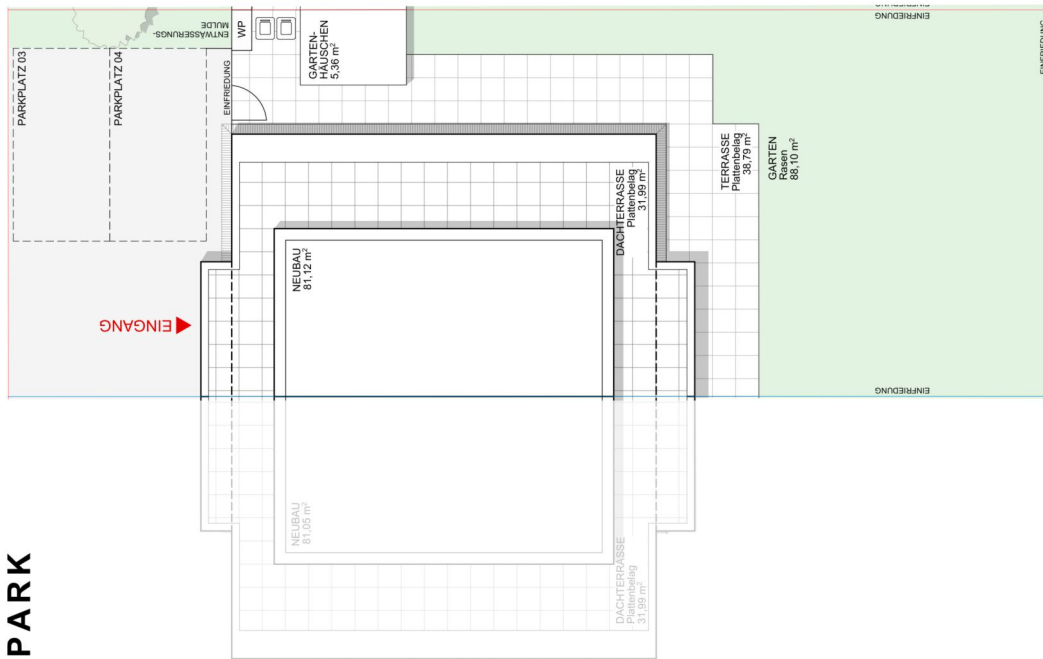 EINFRIEDUNG
EINFRIEDUNG
EINFRIEDUNG
ENTWÄSSERUNGS-
MULDE
WP
GARTEN-
HÄUSCHEN
5,36 m²
PARKPLATZ 03
PARKPLATZ 04
EINFRIEDUNG
TERRASSE
Plattenbelag
38,79 m²
GARTEN
Rasen
88,10 m²
DACHTERRASSE
Plattenbelag
31,99 m²
NEUBAU
81,12 m²
EINGANG
EINFRIEDUNG
NEUBAU
81,05 m²
DACHTERRASSE
Plattenbelag
31,99 m²
PARK